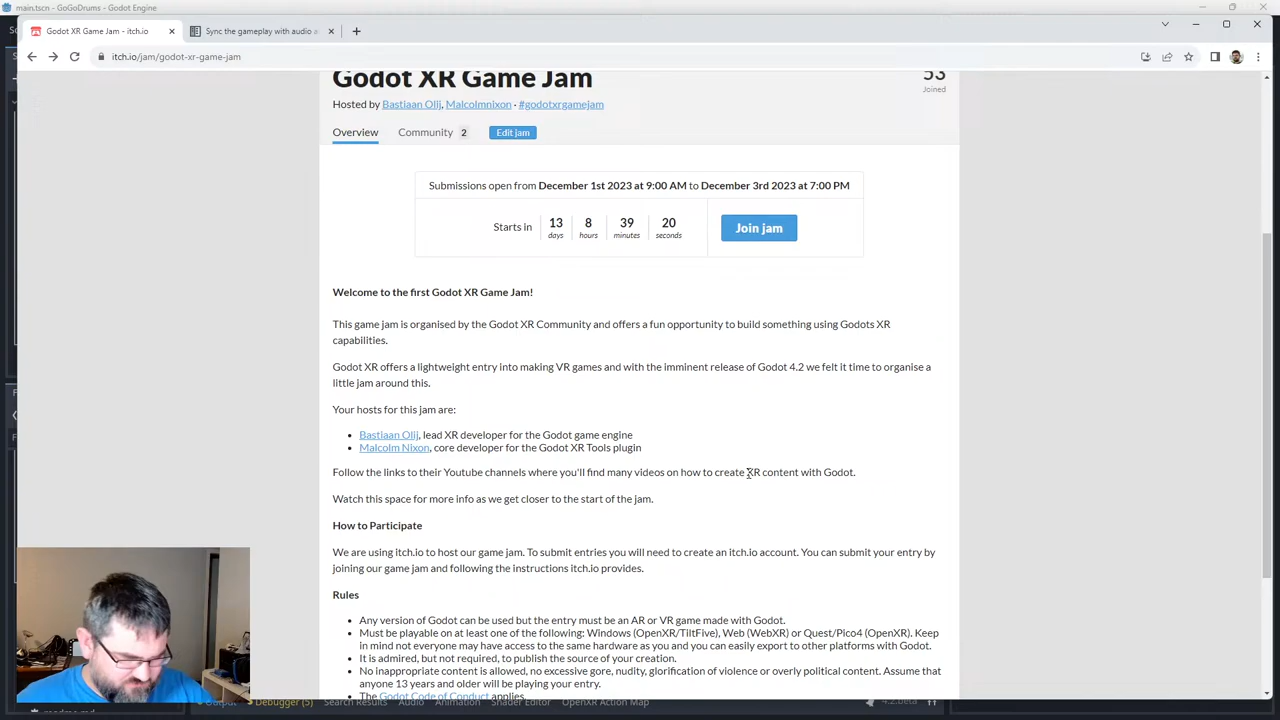 main.tscn - GoGoDrums - Godot Engine
Godot XR Game Jam - itch.io
Sync the gameplay with audio a
itch.io/jam/godot-xr-game-jam
Godot XR Game Jam
53
Joined
Hosted by Bastiaan Olij, Malcolmnixon · #godotxrgamejam
Overview Community 2 Edit jam
Submissions open from December 1st 2023 at 9:00 AM to December 3rd 2023 at 7:00 PM
Starts in 13 8 39 20
days hours minutes seconds
Join jam
Welcome to the first Godot XR Game Jam!
This game jam is organised by the Godot XR Community and offers a fun opportunity to build something using Godots XR
capabilities.
Godot XR offers a lightweight entry into making VR games and with the imminent release of Godot 4.2 we felt it time to organise a
little jam around this.
Your hosts for this jam are:
• Bastiaan Olij, lead XR developer for the Godot game engine
• Malcolm Nixon, core developer for the Godot XR Tools plugin
Follow the links to their Youtube channels where you'll find many videos on how to create XR content with Godot.
Watch this space for more info as we get closer to the start of the jam.
How to Participate
We are using itch.io to host our game jam. To submit entries you will need to create an itch.io account. You can submit your entry by
joining our game jam and following the instructions itch.io provides.
Rules
• Any version of Godot can be used but the entry must be an AR or VR game made with Godot.
• Must be playable on at least one of the following: Windows (OpenXR/TiltFive), Web (WebXR) or Quest/Pico4 (OpenXR). Keep
in mind not everyone may have access to the same hardware as you and you can easily export to other platforms with Godot.
• It is admired, but not required, to publish the source of your creation.
• No inappropriate content is allowed, no excessive gore, nudity, glorification of violence or overly political content. Assume that
anyone 13 years and older will be playing your entry.
• The Godot Code of Conduct applies.
Output Debugger (5) Search Results Audio Animation Shader Editor OpenXR Action Map
4.2.beta